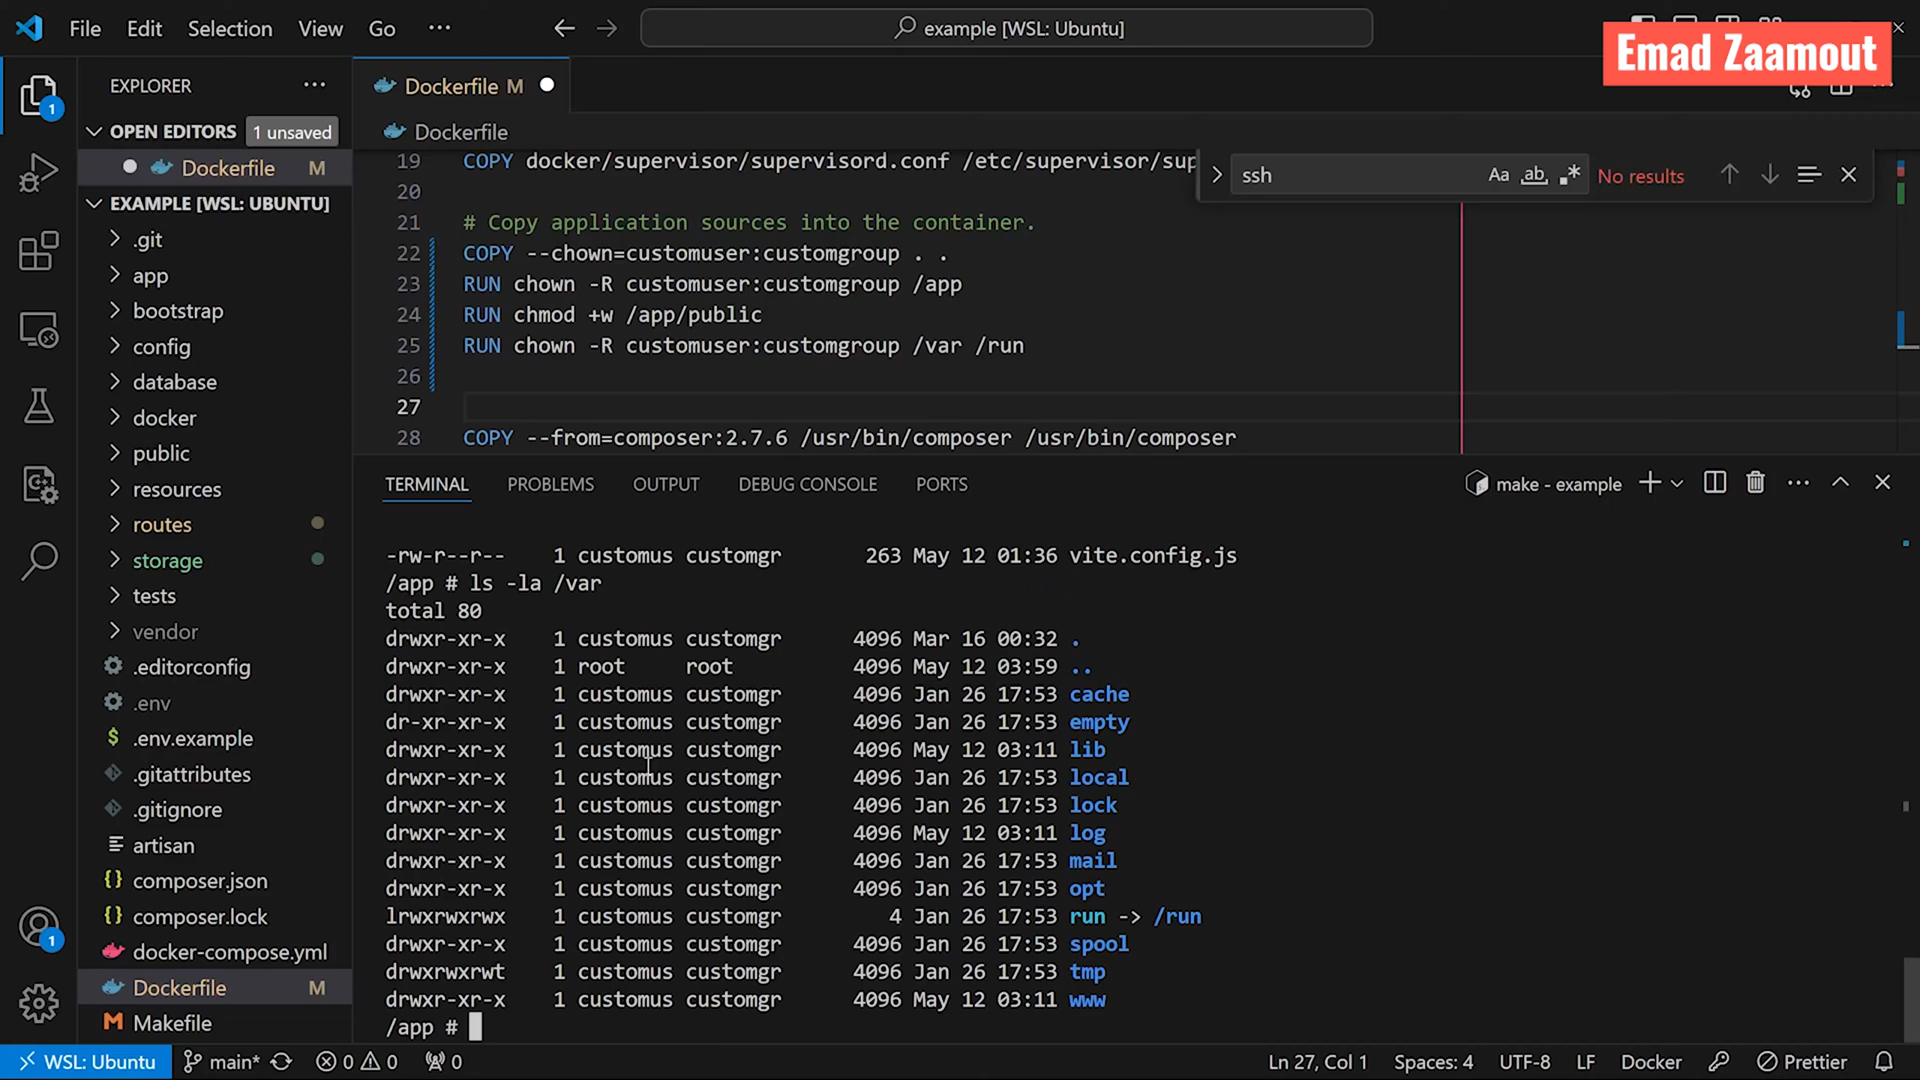 File Edit Selection View Go ··· example [WSL: Ubuntu]
Emad Zaamout
EXPLORER ···
OPEN EDITORS 1 unsaved
Dockerfile M
EXAMPLE [WSL: UBUNTU]
.git
app
bootstrap
config
database
docker
public
resources
routes
storage
tests
vendor
.editorconfig
.env
$ .env.example
.gitattributes
.gitignore
artisan
{} composer.json
{} composer.lock
docker-compose.yml
Dockerfile M
Makefile
1
1
Dockerfile M
Dockerfile
19 COPY docker/supervisor/supervisord.conf /etc/supervisor/sup
20
21 # Copy application sources into the container.
22 COPY --chown=customuser:customgroup . .
23 RUN chown -R customuser:customgroup /app
24 RUN chmod +w /app/public
25 RUN chown -R customuser:customgroup /var /run
26
27
28 COPY --from=composer:2.7.6 /usr/bin/composer /usr/bin/composer
ssh Aa ab .* No results
TERMINAL PROBLEMS OUTPUT DEBUG CONSOLE PORTS make - example
-rw-r--r-- 1 customus customgr 263 May 12 01:36 vite.config.js
/app # ls -la /var
total 80
drwxr-xr-x 1 customus customgr 4096 Mar 16 00:32 .
drwxr-xr-x 1 root root 4096 May 12 03:59 ..
drwxr-xr-x 1 customus customgr 4096 Jan 26 17:53 cache
dr-xr-xr-x 1 customus customgr 4096 Jan 26 17:53 empty
drwxr-xr-x 1 customus customgr 4096 May 12 03:11 lib
drwxr-xr-x 1 customus customgr 4096 Jan 26 17:53 local
drwxr-xr-x 1 customus customgr 4096 Jan 26 17:53 lock
drwxr-xr-x 1 customus customgr 4096 May 12 03:11 log
drwxr-xr-x 1 customus customgr 4096 Jan 26 17:53 mail
drwxr-xr-x 1 customus customgr 4096 Jan 26 17:53 opt
lrwxrwxrwx 1 customus customgr 4 Jan 26 17:53 run -> /run
drwxr-xr-x 1 customus customgr 4096 Jan 26 17:53 spool
drwxrwxrwt 1 customus customgr 4096 Jan 26 17:53 tmp
drwxr-xr-x 1 customus customgr 4096 May 12 03:11 www
/app #
WSL: Ubuntu main* 0 0 0 Ln 27, Col 1 Spaces: 4 UTF-8 LF Docker Prettier